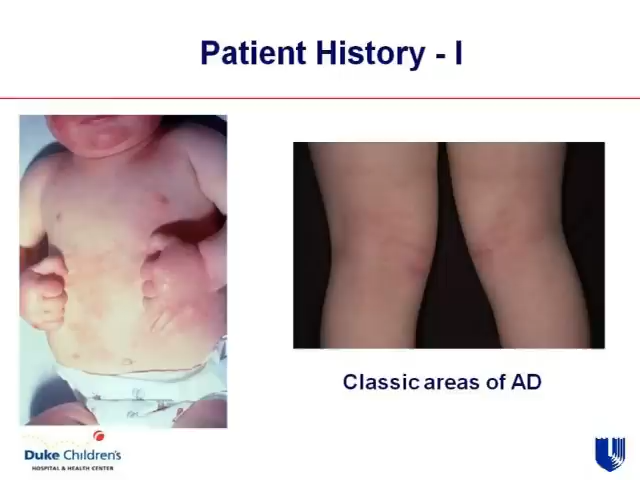 Patient History - I
Classic areas of AD
Duke Children's
HOSPITAL & HEALTH CENTER